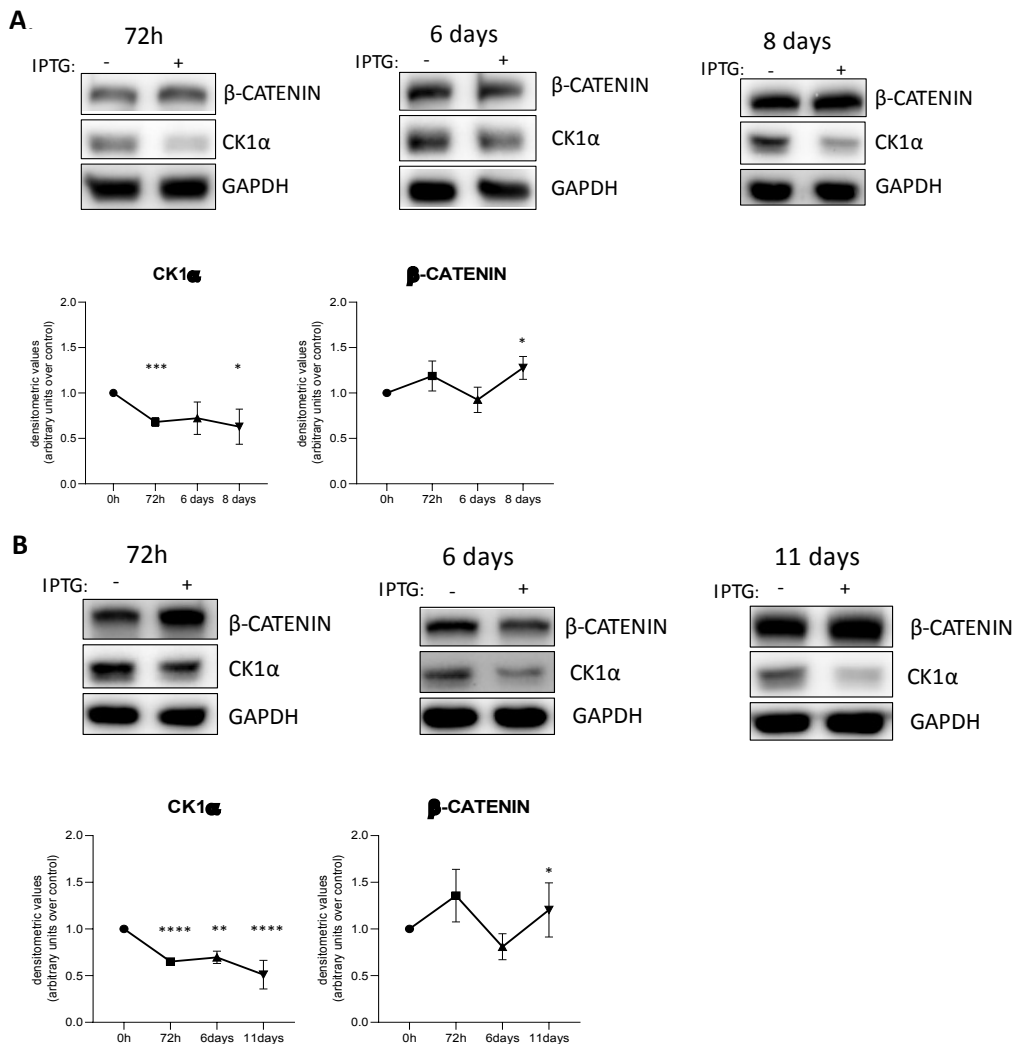 A.
72h
IPTG: - +
β-CATENIN
CK1α
GAPDH
6 days
IPTG: - +
β-CATENIN
CK1α
GAPDH
8 days
IPTG: - +
β-CATENIN
CK1α
GAPDH
CK1α
densitometric values
(arbitrary units over control)
2.0
1.5
1.0
0.5
0.0
*** *
0h 72h 6 days 8 days
β-CATENIN
densitometric values
(arbitrary units over control)
2.0
1.5
1.0
0.5
0.0
*
0h 72h 6 days 8 days
B
72h
IPTG: - +
β-CATENIN
CK1α
GAPDH
6 days
IPTG: - +
β-CATENIN
CK1α
GAPDH
11 days
IPTG: - +
β-CATENIN
CK1α
GAPDH
CK1α
densitometric values
(arbitrary units over control)
2.0
1.5
1.0
0.5
0.0
**** ** ****
0h 72h 6days 11days
β-CATENIN
densitometric values
(arbitrary units over control)
2.0
1.5
1.0
0.5
0.0
*
0h 72h 6days 11days